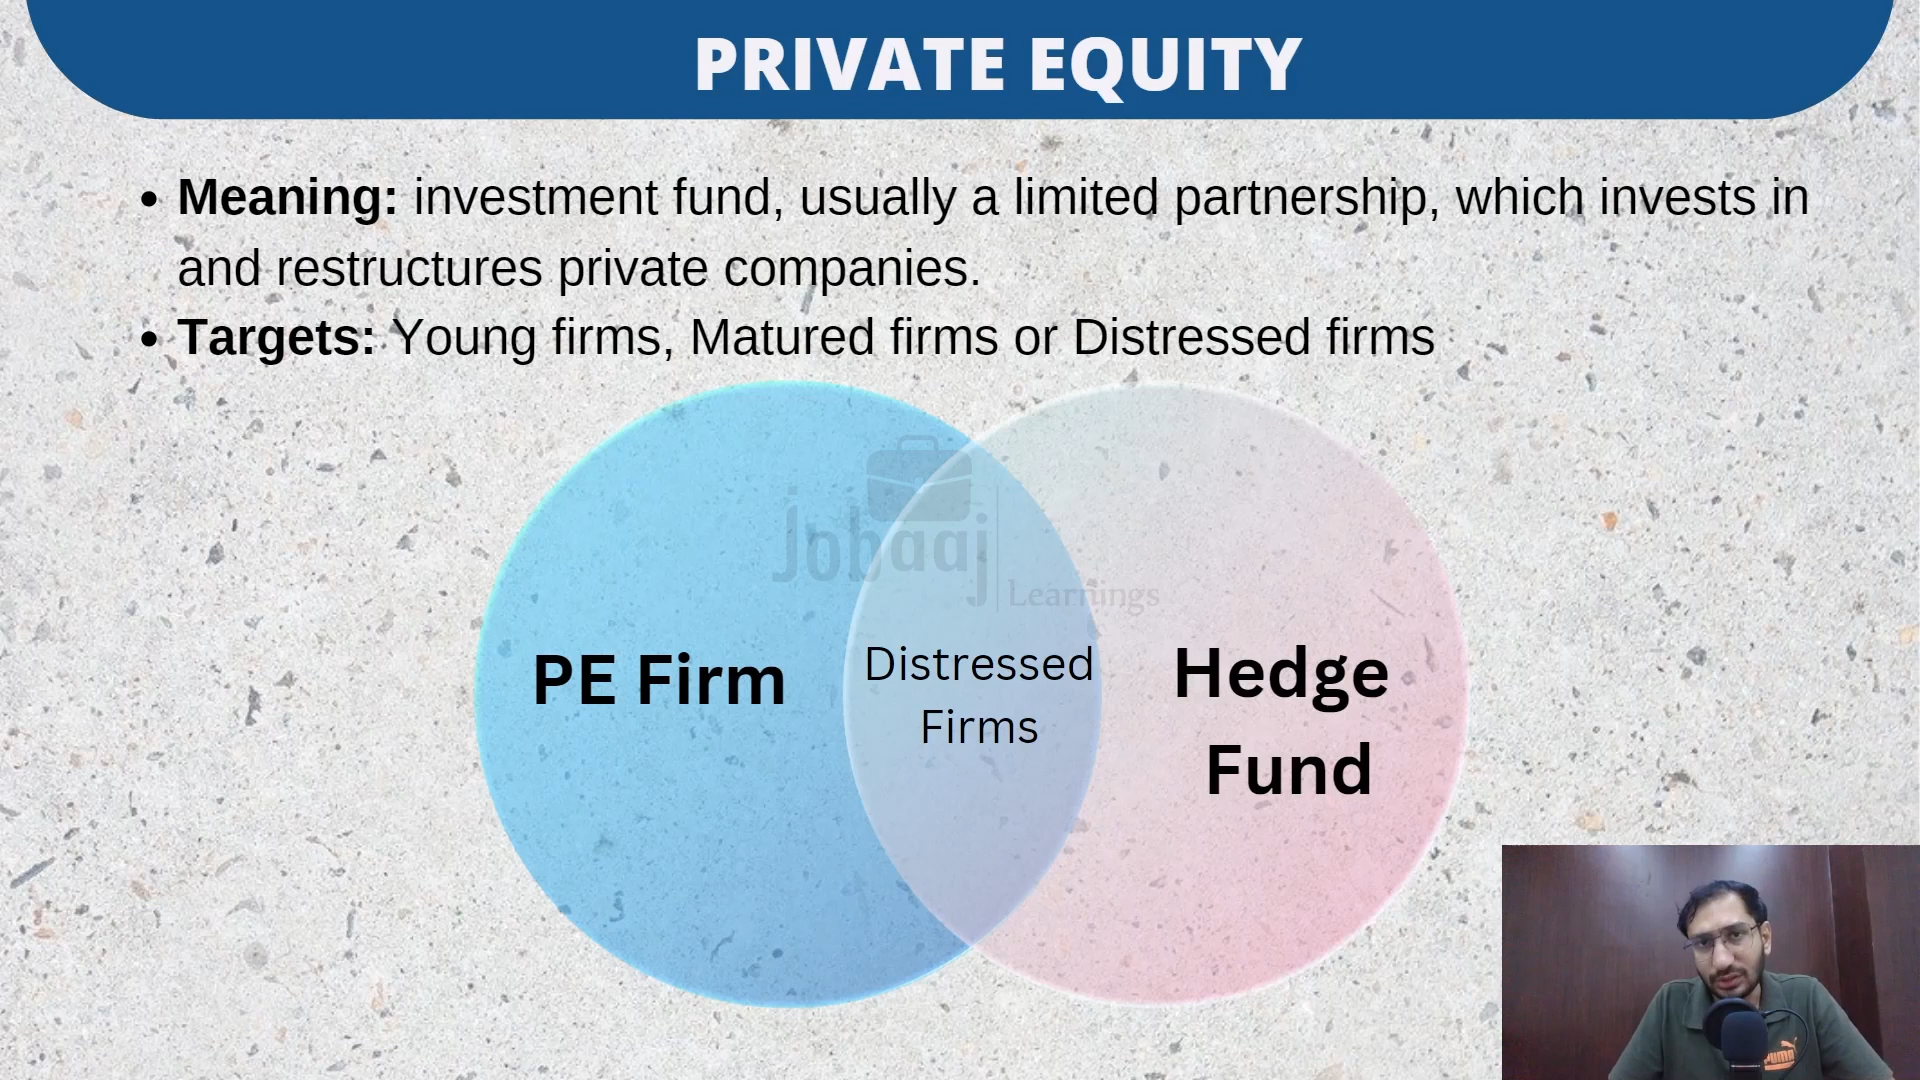 PRIVATE EQUITY
• Meaning: investment fund, usually a limited partnership, which invests in
and restructures private companies.
• Targets: Young firms, Matured firms or Distressed firms
Jobaaj
Learnings
PE Firm
Distressed
Firms
Hedge
Fund
PUMA